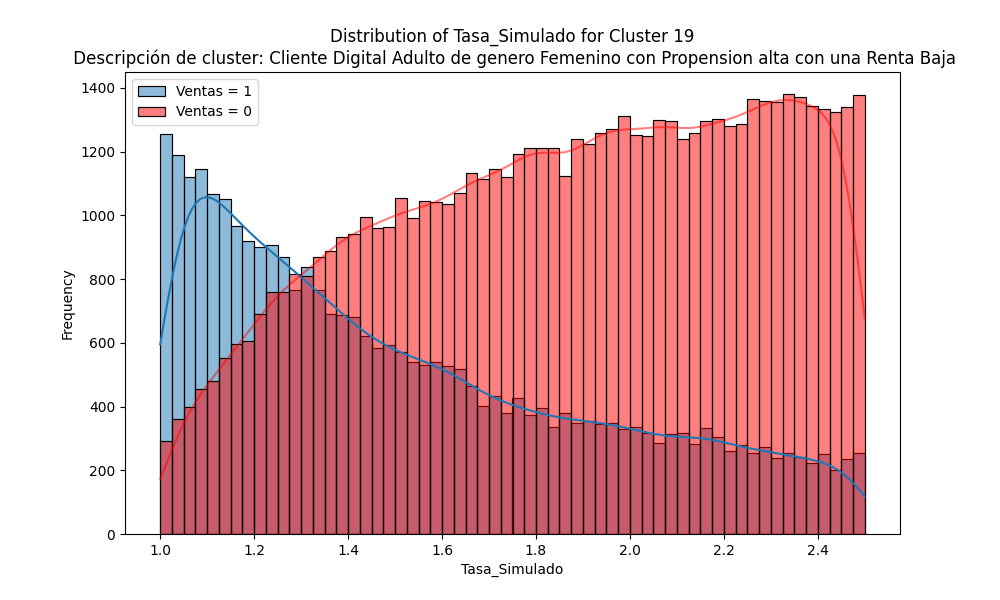 Distribution of Tasa_Simulado for Cluster 19
Descripción de cluster: Cliente Digital Adulto de genero Femenino con Propension alta con una Renta Baja
Ventas = 1
Ventas = 0
1400
1200
1000
800
600
400
200
0
Frequency
1.0 1.2 1.4 1.6 1.8 2.0 2.2 2.4
Tasa_Simulado